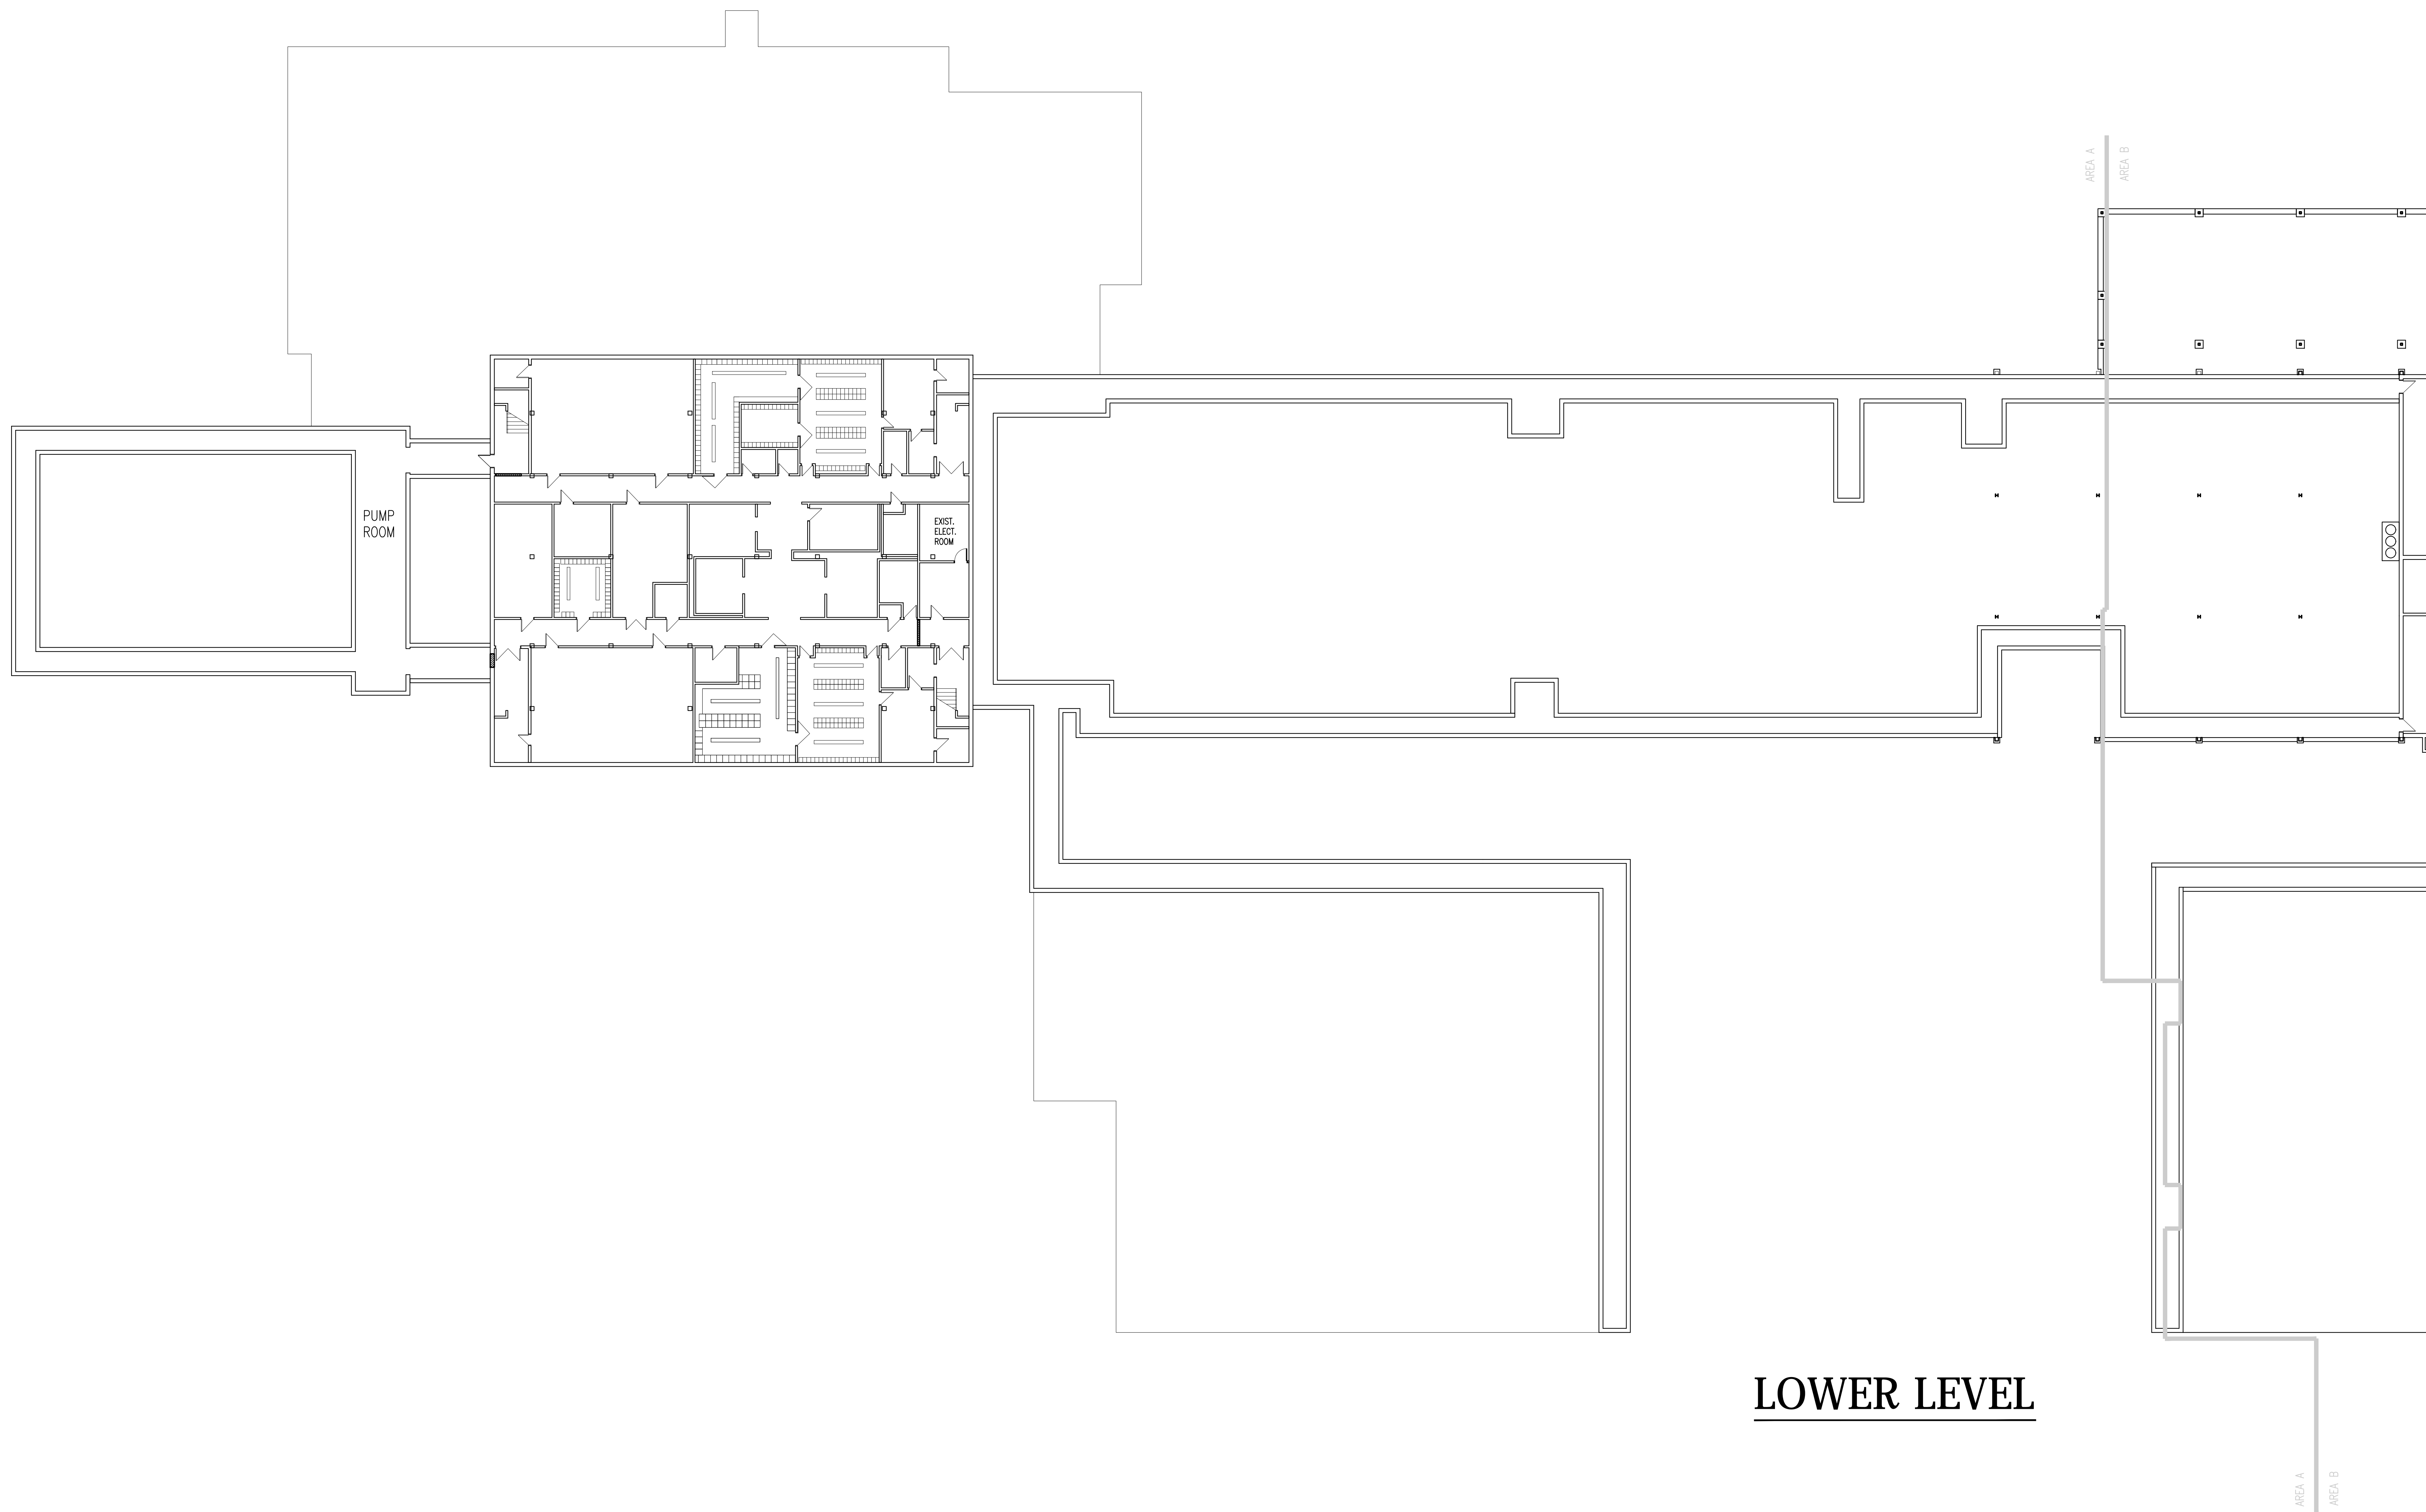 AREA A
AREA B
PUMP
ROOM
EXIST.
ELECT.
ROOM
LOWER LEVEL
AREA A
AREA B